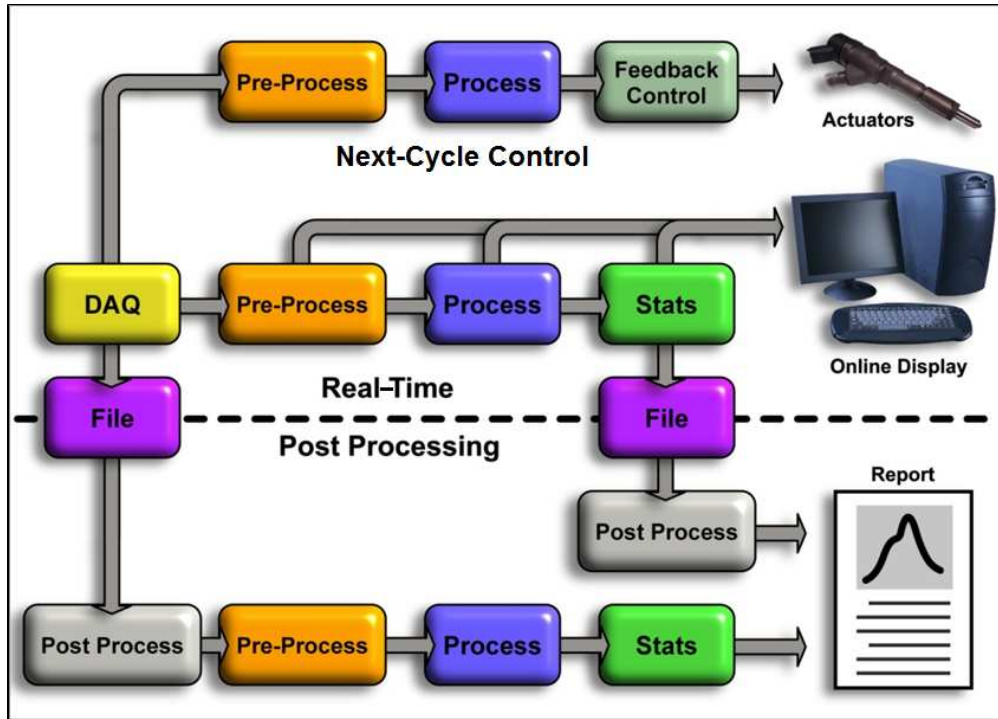 Pre-Process
Process
Feedback
Control
Actuators
Next-Cycle Control
DAQ
Pre-Process
Process
Stats
Online Display
File
Real-Time
File
Post Processing
Report
Post Process
Post Process
Pre-Process
Process
Stats